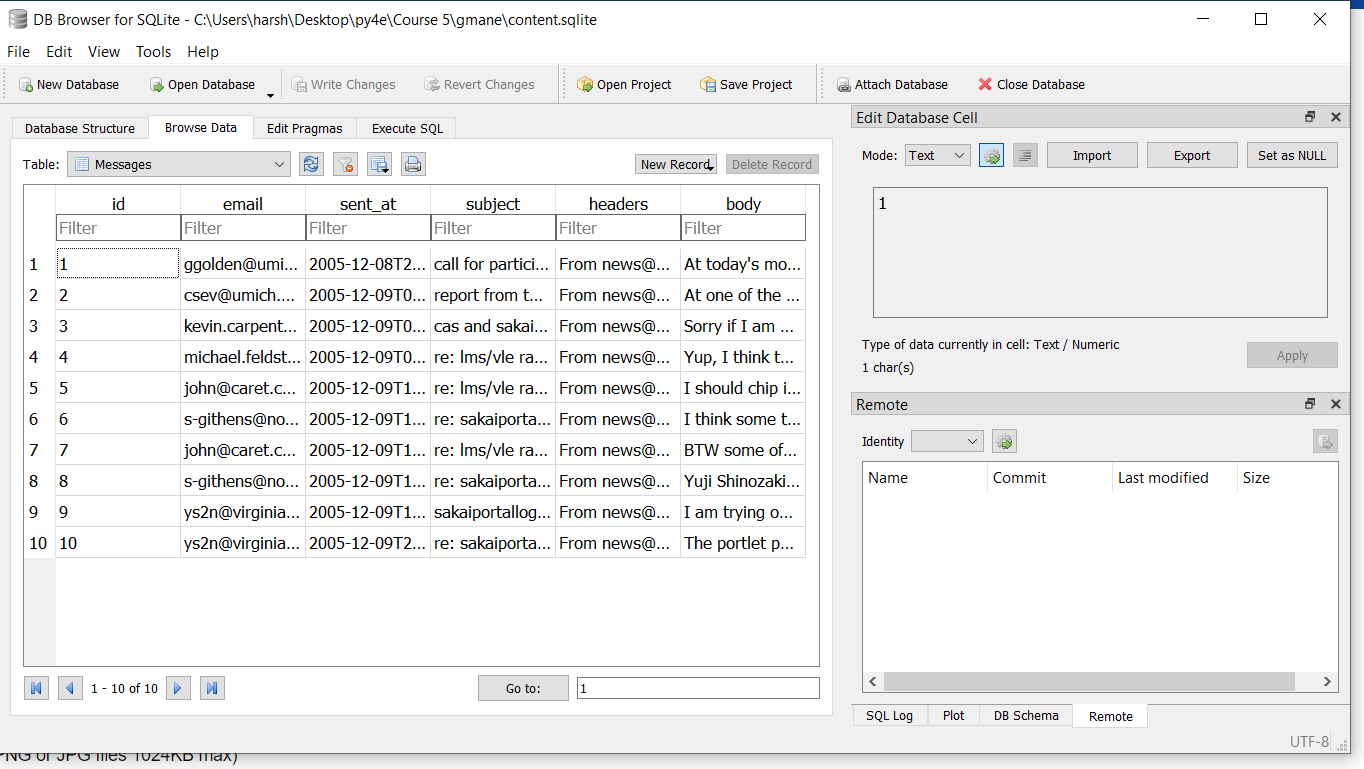 DB Browser for SQLite - C:\Users\harsh\Desktop\py4e\Course 5\gmane\content.sqlite
File Edit View Tools Help
New Database Open Database Write Changes Revert Changes Open Project Save Project Attach Database Close Database
Database Structure Browse Data Edit Pragmas Execute SQL
Table: Messages New Record Delete Record
id email sent_at subject headers body
Filter Filter Filter Filter Filter Filter
1 1 ggolden@umi... 2005-12-08T2... call for partici... From news@... At today's mo...
2 2 csev@umich.... 2005-12-09T0... report from t... From news@... At one of the ...
3 3 kevin.carpent... 2005-12-09T0... cas and sakai... From news@... Sorry if I am ...
4 4 michael.feldst... 2005-12-09T0... re: lms/vle ra... From news@... Yup, I think t...
5 5 john@caret.c... 2005-12-09T1... re: lms/vle ra... From news@... I should chip i...
6 6 s-githens@no... 2005-12-09T1... re: sakaiporta... From news@... I think some t...
7 7 john@caret.c... 2005-12-09T1... re: lms/vle ra... From news@... BTW some of...
8 8 s-githens@no... 2005-12-09T1... re: sakaiporta... From news@... Yuji Shinozaki...
9 9 ys2n@virginia... 2005-12-09T1... sakaiportallog... From news@... I am trying o...
10 10 ys2n@virginia... 2005-12-09T2... re: sakaiporta... From news@... The portlet p...
1 - 10 of 10 Go to: 1
Edit Database Cell
Mode: Text Import Export Set as NULL
1
Type of data currently in cell: Text / Numeric
1 char(s)
Apply
Remote
Identity
Name Commit Last modified Size
SQL Log Plot DB Schema Remote
UTF-8
PNG or JPG files 1024KB max)